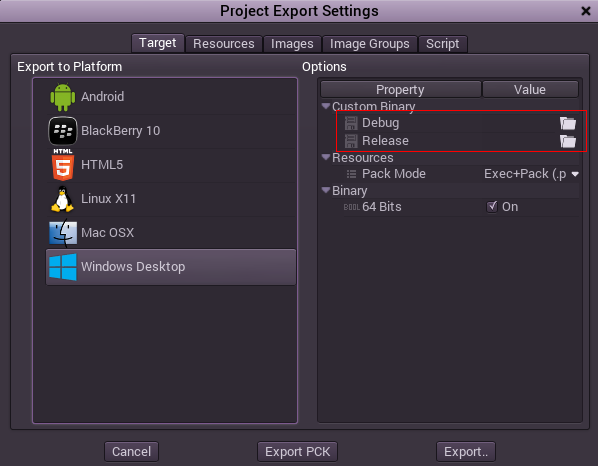 Project Export Settings
Target Resources Images Image Groups Script
Export to Platform
Android
BlackBerry 10
HTML5
Linux X11
Mac OSX
Windows Desktop
Options
Property Value
Custom Binary
Debug
Release
Resources
Pack Mode Exec+Pack (.p
Binary
BOOL 64 Bits On
Cancel Export PCK Export..